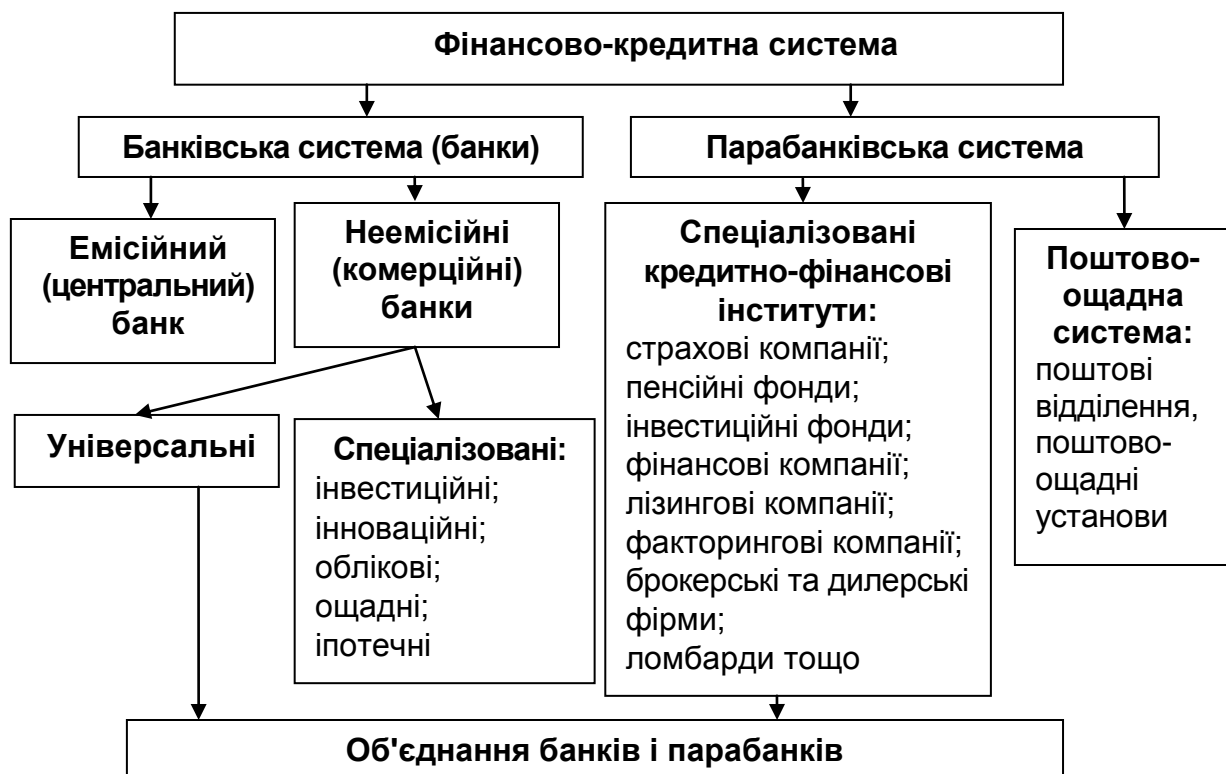 Фінансово-кредитна система
Банківська система (банки)
Парабанківська система
Емісійний
(центральний)
банк
Неемісійні
(комерційні)
банки
Спеціалізовані
кредитно-фінансові
інститути:
страхові компанії;
пенсійні фонди;
інвестиційні фонди;
фінансові компанії;
лізингові компанії;
факторингові компанії;
брокерські та дилерські
фірми;
ломбарди тощо
Поштово-
ощадна
система:
поштові
відділення,
поштово-
ощадні
установи
Універсальні
Спеціалізовані:
інвестиційні;
інноваційні;
облікові;
ощадні;
іпотечні
Об'єднання банків і парабанків